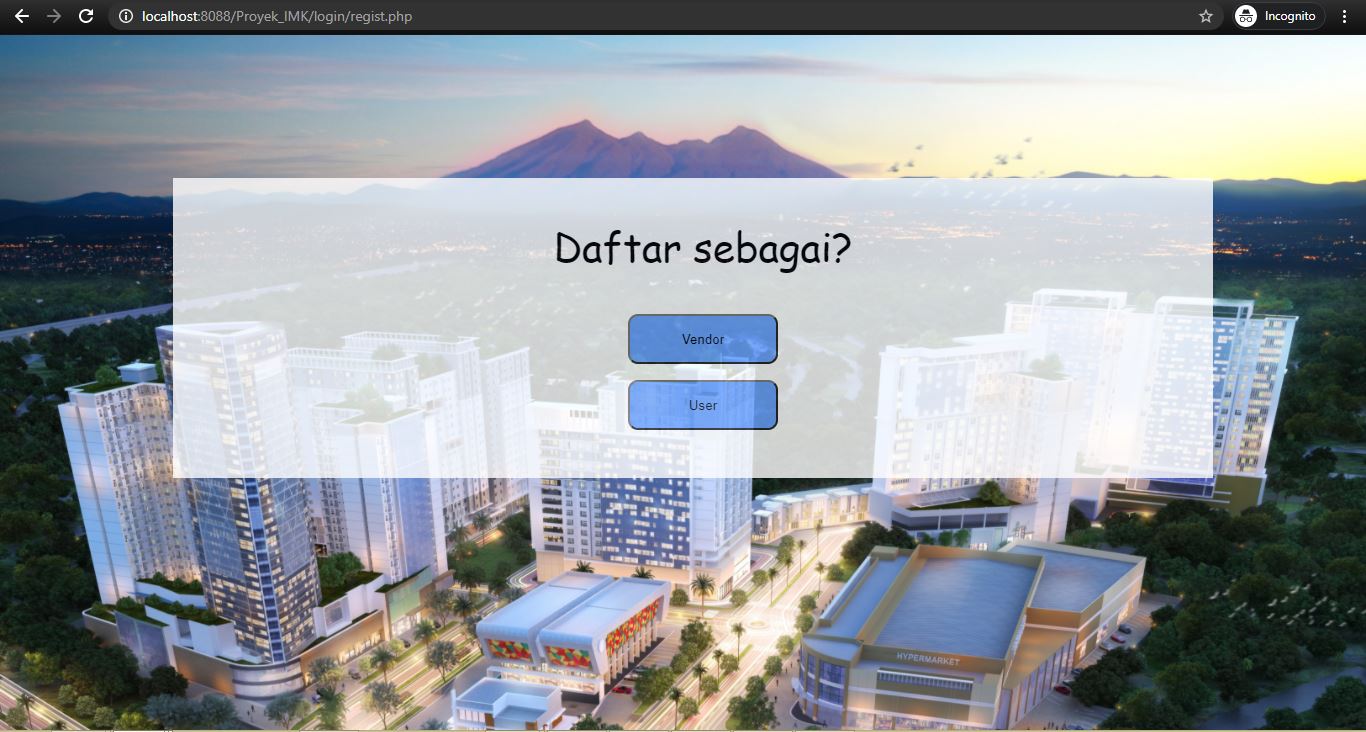 localhost:8088/Proyek_IMK/login/regist.php
Incognito
Daftar sebagai?
Vendor
User
HYPERMARKET